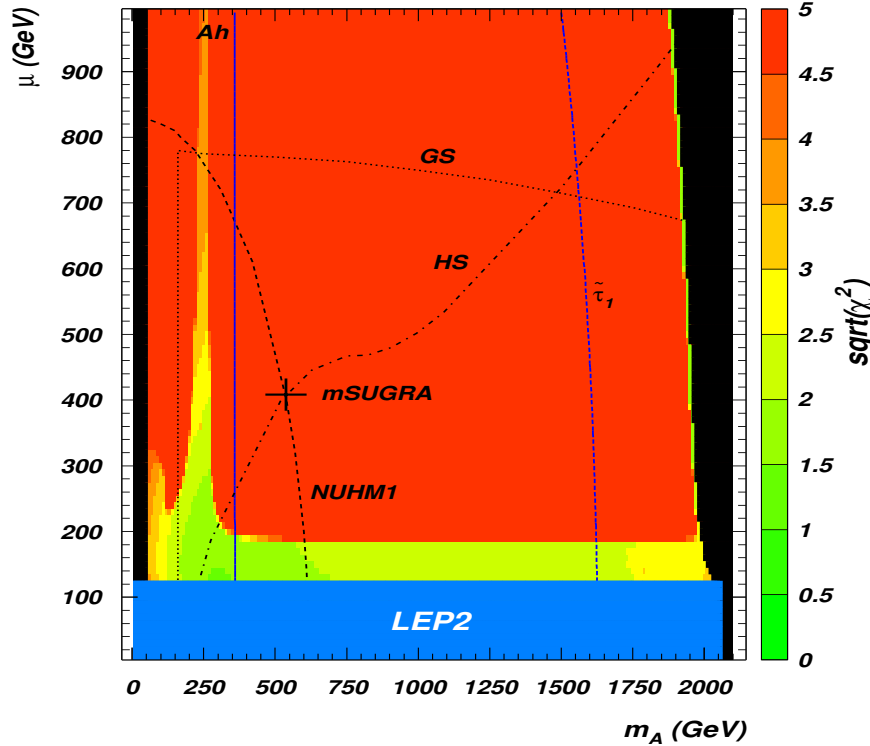 μ (GeV)
900
800
700
600
500
400
300
200
100
Ah
GS
HS
τ̃₁
mSUGRA
NUHM1
LEP2
0 250 500 750 1000 1250 1500 1750 2000
m_A (GeV)
5
4.5
4
3.5
3
2.5
2
1.5
1
0.5
0
sqrt(χ²)